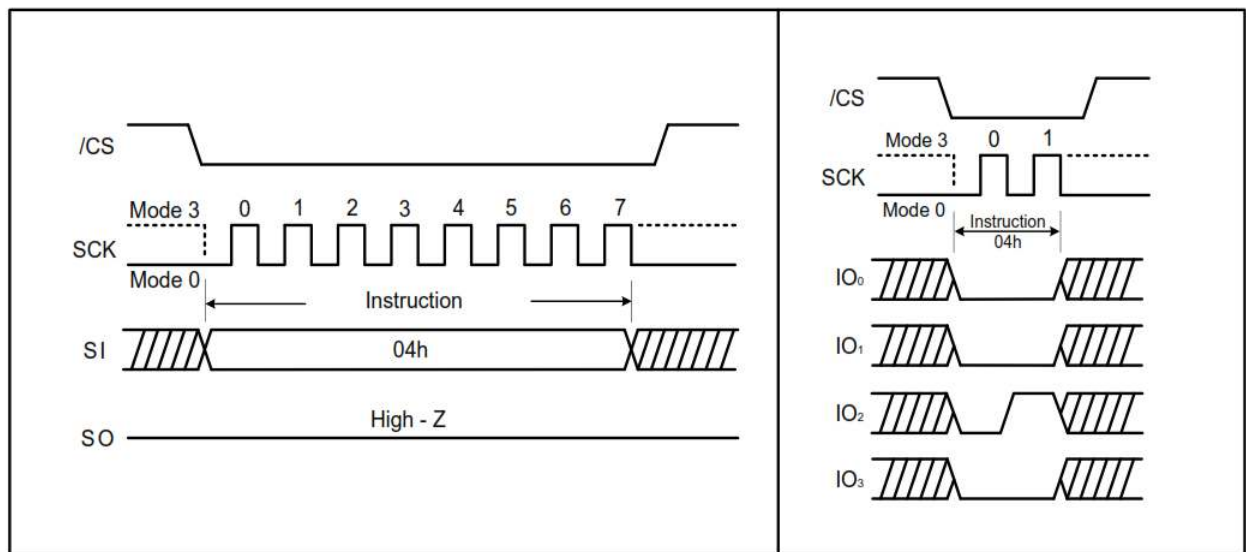 /CS
Mode 3 0 1 2 3 4 5 6 7
SCK
Mode 0
Instruction
SI 04h
High - Z
SO
/CS
Mode 3 0 1
SCK
Mode 0
Instruction
04h
IO₀
IO₁
IO₂
IO₃